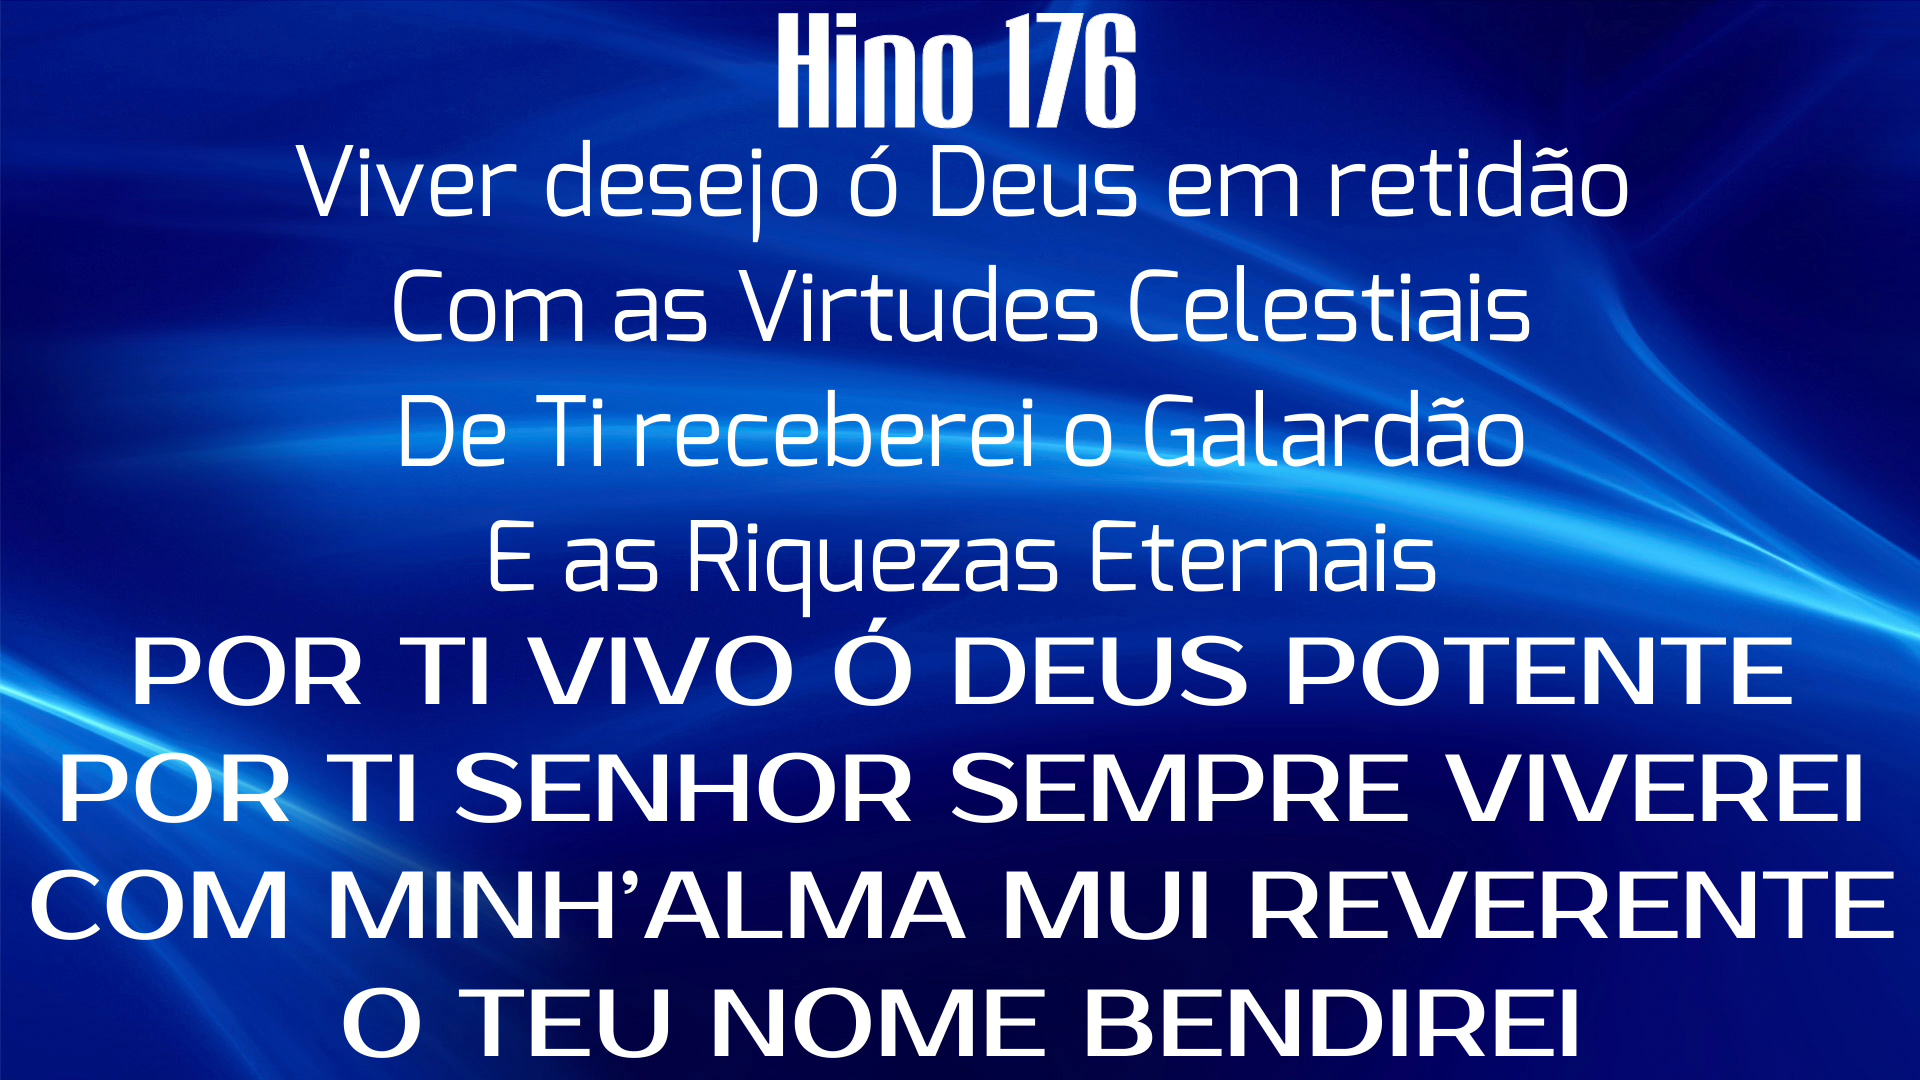 Hino 176
Viver desejo ó Deus em retidão
Com as Virtudes Celestiais
De Ti receberei o Galardão
E as Riquezas Eternais
POR TI VIVO Ó DEUS POTENTE
POR TI SENHOR SEMPRE VIVEREI
COM MINH’ALMA MUI REVERENTE
O TEU NOME BENDIREI